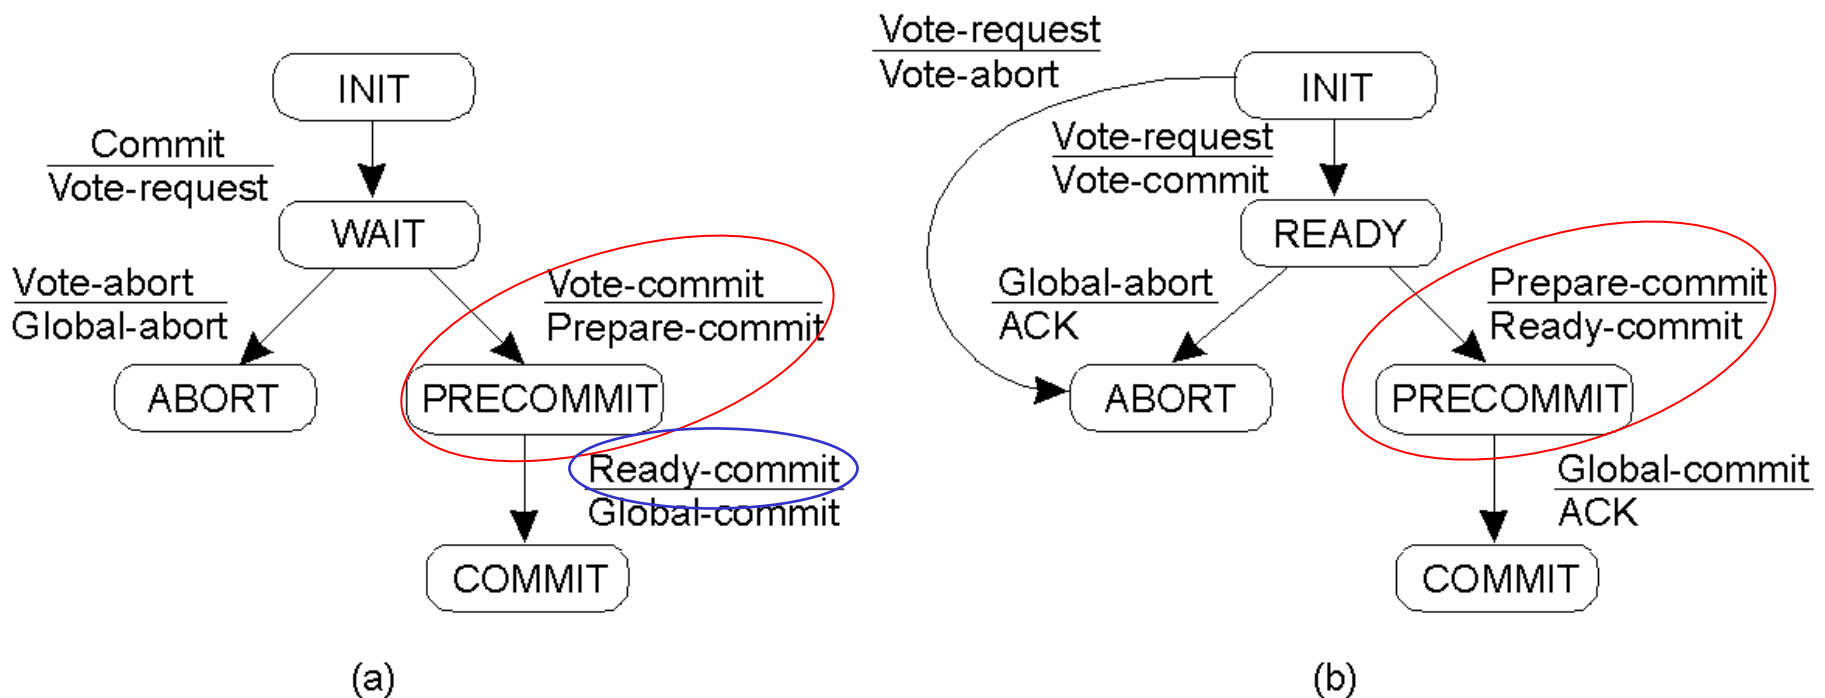 INIT
Commit
Vote-request
WAIT
Vote-abort
Global-abort
Vote-commit
Prepare-commit
ABORT
PRECOMMIT
Ready-commit
Global-commit
COMMIT
(a)
Vote-request
Vote-abort
INIT
Vote-request
Vote-commit
READY
Global-abort
ACK
Prepare-commit
Ready-commit
ABORT
PRECOMMIT
Global-commit
ACK
COMMIT
(b)